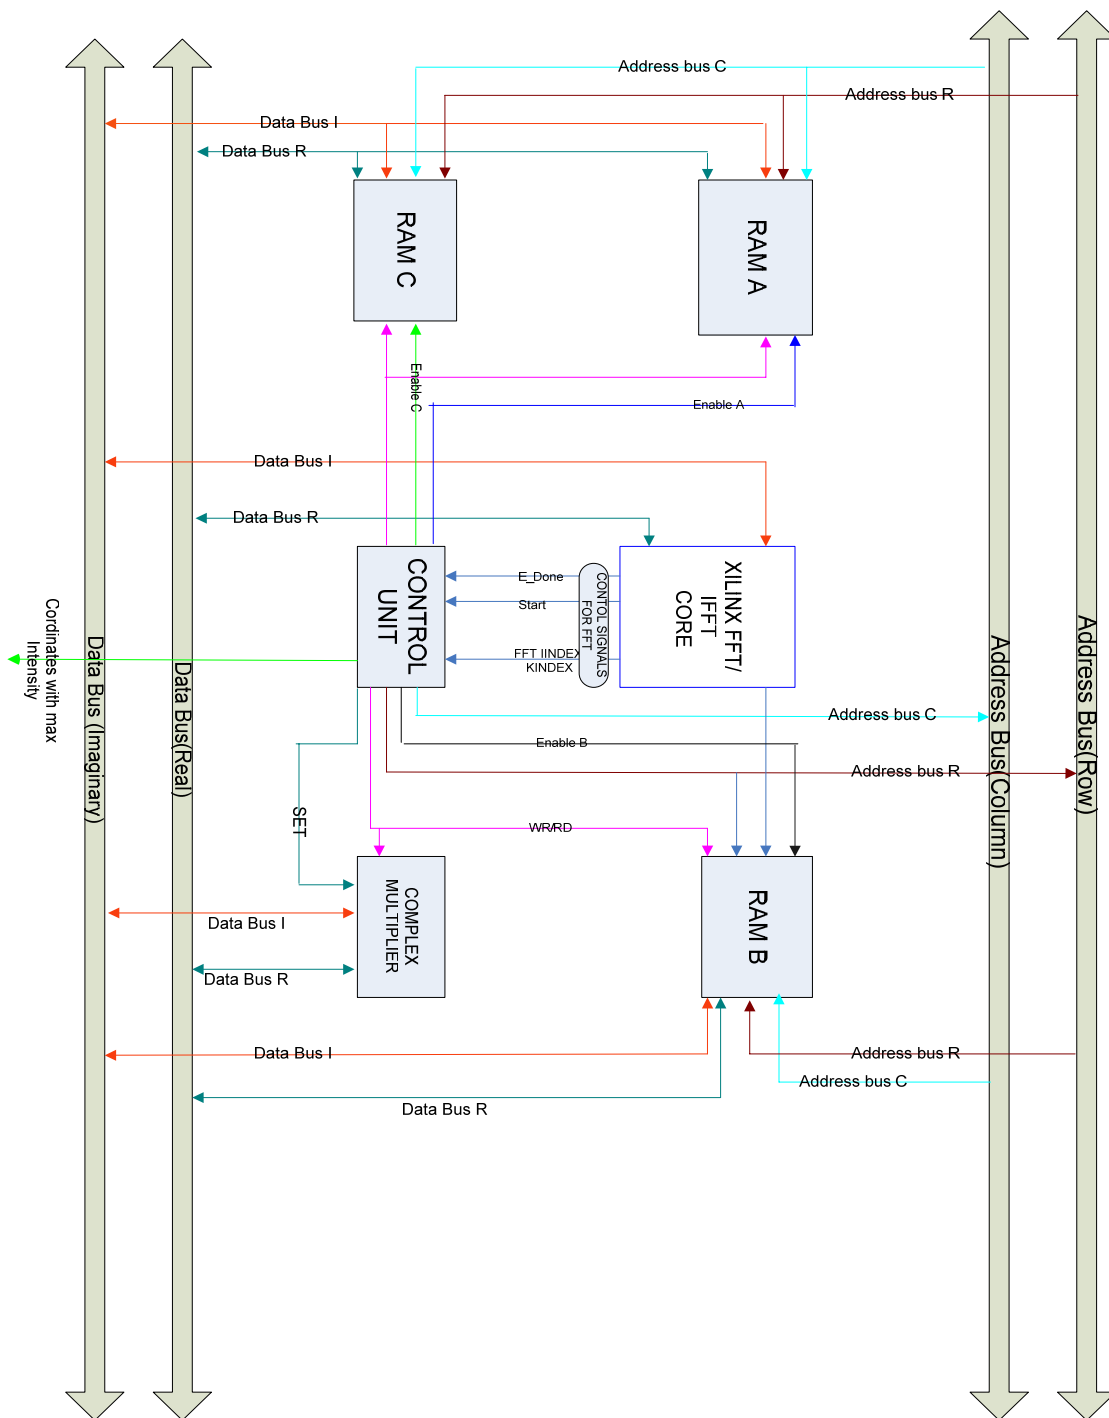 Address bus C
Address bus R
Data Bus I
Data Bus R
RAM C
RAM A
Enable C
Enable A
Data Bus I
Data Bus R
CONTROL
UNIT
E_Done
Start
FFT IINDEX
KINDEX
CONTOL SIGNALS
FOR FFT
XILINX FFT/
IFFT
CORE
Cordinates with max
Intensity
Data Bus (Imaginary)
Data Bus(Real)
Address Bus(Column)
Address Bus(Row)
Address bus C
Enable B
Address bus R
SET
WR/RD
COMPLEX
MULTIPLIER
RAM B
Data Bus I
Data Bus R
Data Bus I
Address bus R
Address bus C
Data Bus R